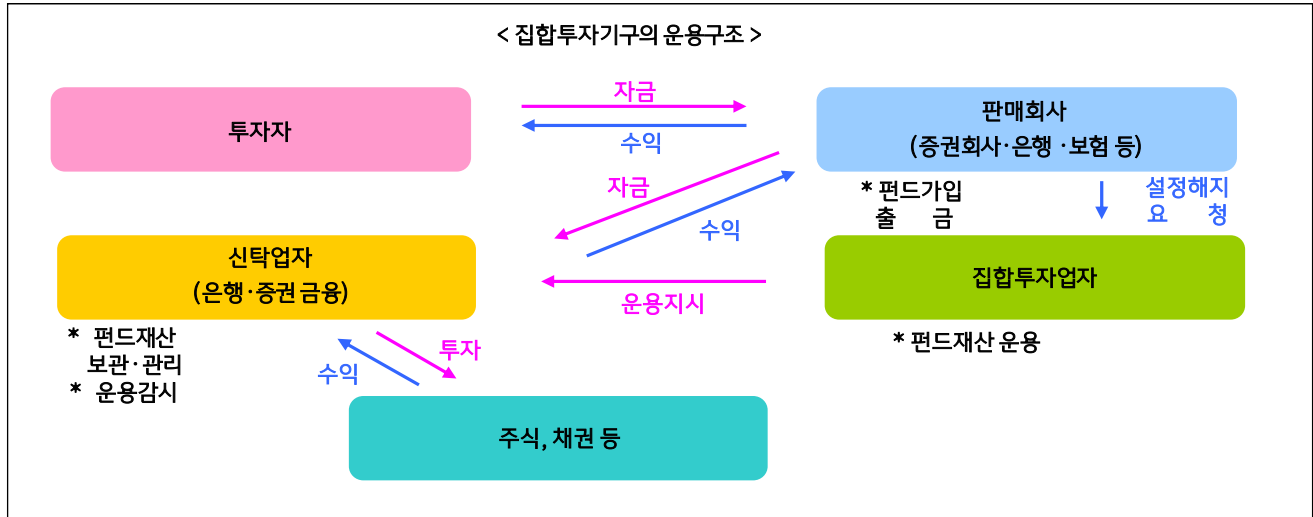 < 집합투자기구의 운용구조 >
투자자
자금
수익
판매회사
(증권회사·은행 ·보험 등)
자금
수익
* 펀드가입
출 금
설정해지
요 청
신탁업자
(은행·증권 금융)
운용지시
집합투자업자
* 펀드재산
보관·관리
* 운용감시
수익
투자
* 펀드재산 운용
주식, 채권 등